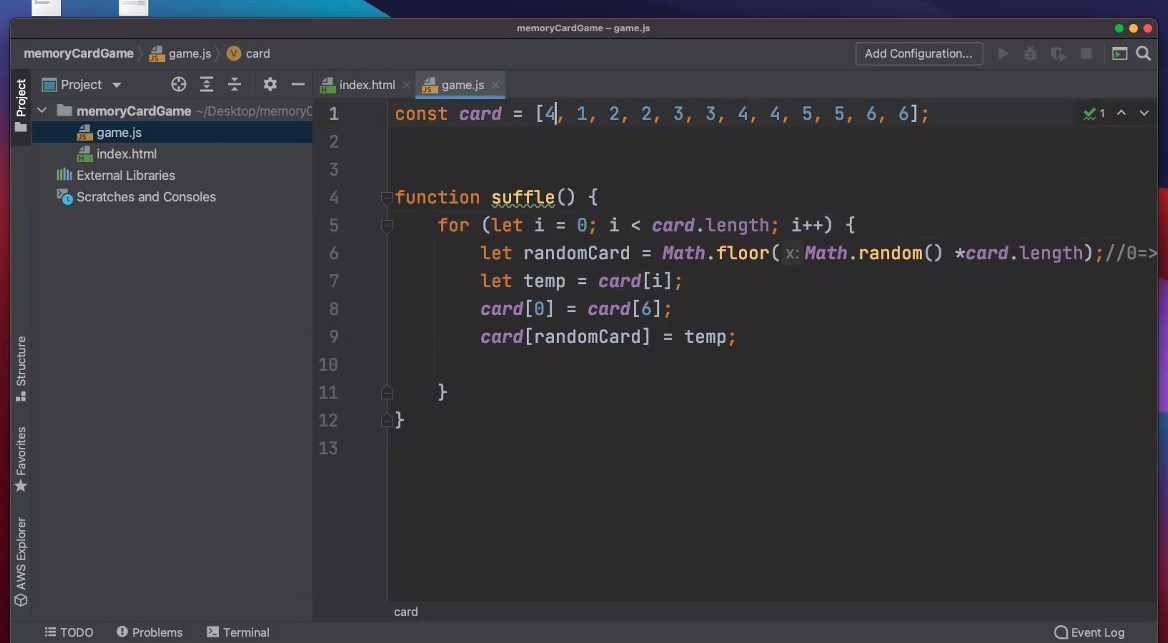 memoryCardGame – game.js
memoryCardGame game.js card
Add Configuration...
Project
Project
index.html game.js
memoryCardGame ~/Desktop/memoryC
game.js
index.html
External Libraries
Scratches and Consoles
Structure
Favorites
AWS Explorer
1 const card = [4, 1, 2, 2, 3, 3, 4, 4, 5, 5, 6, 6];
1
2
3
4 function suffle() {
5 for (let i = 0; i < card.length; i++) {
6 let randomCard = Math.floor( x: Math.random() *card.length);//0=>
7 let temp = card[i];
8 card[0] = card[6];
9 card[randomCard] = temp;
10
11 }
12 }
13
card
TODO Problems Terminal
Event Log